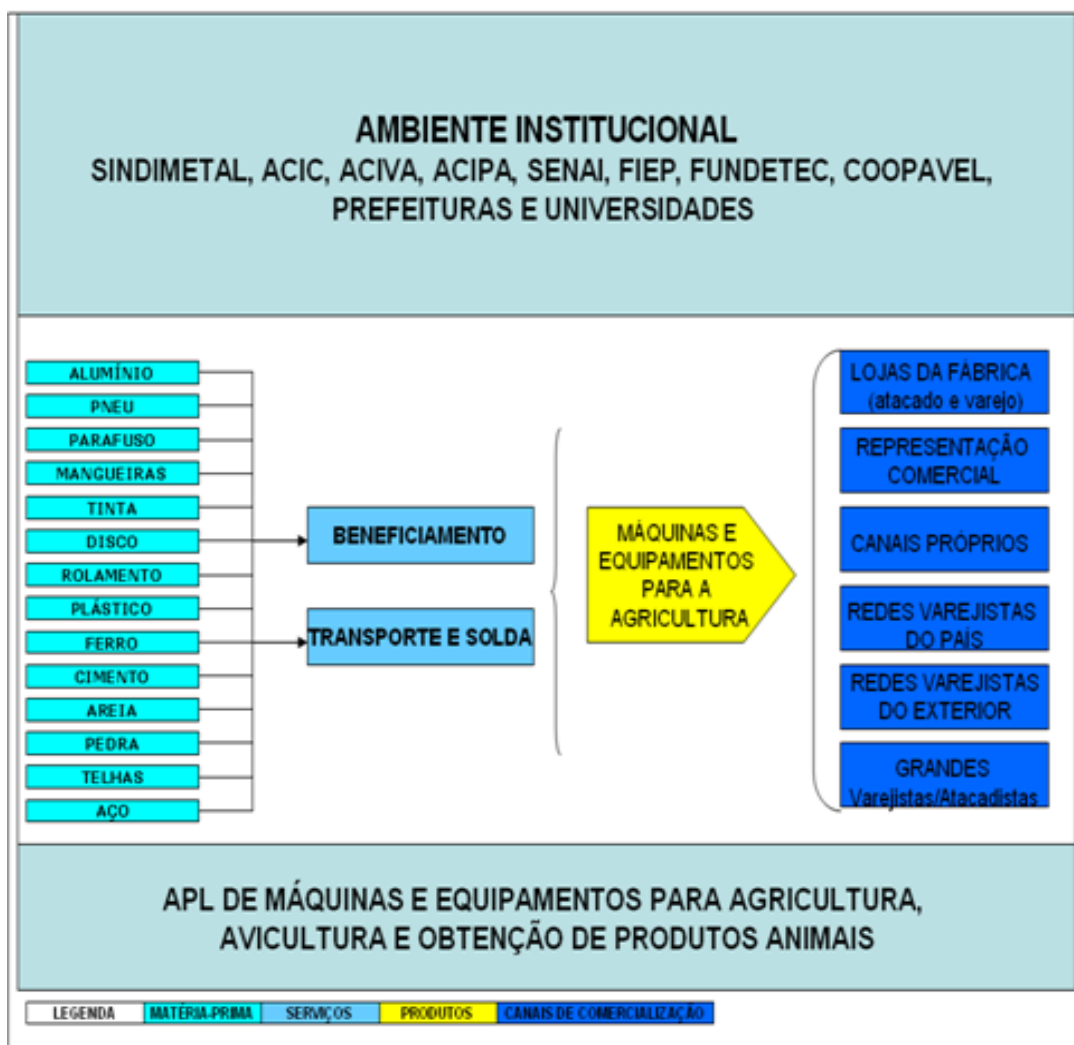 AMBIENTE INSTITUCIONAL
SINDIMETAL, ACIC, ACIVA, ACIPA, SENAI, FIEP, FUNDETEC, COOPAVEL,
PREFEITURAS E UNIVERSIDADES
ALUMÍNIO
PNEU
PARAFUSO
MANGUEIRAS
TINTA
DISCO
ROLAMENTO
PLÁSTICO
FERRO
CIMENTO
AREIA
PEDRA
TELHAS
AÇO
BENEFICIAMENTO
TRANSPORTE E SOLDA
MÁQUINAS E
EQUIPAMENTOS
PARA A
AGRICULTURA
LOJAS DA FÁBRICA
(atacado e varejo)
REPRESENTAÇÃO
COMERCIAL
CANAIS PRÓPRIOS
REDES VAREJISTAS
DO PAÍS
REDES VAREJISTAS
DO EXTERIOR
GRANDES
Varejistas/Atacadistas
APL DE MÁQUINAS E EQUIPAMENTOS PARA AGRICULTURA,
AVICULTURA E OBTENÇÃO DE PRODUTOS ANIMAIS
LEGENDA MATÉRIA-PRIMA SERVIÇOS PRODUTOS CANAIS DE COMERCIALIZAÇÃO